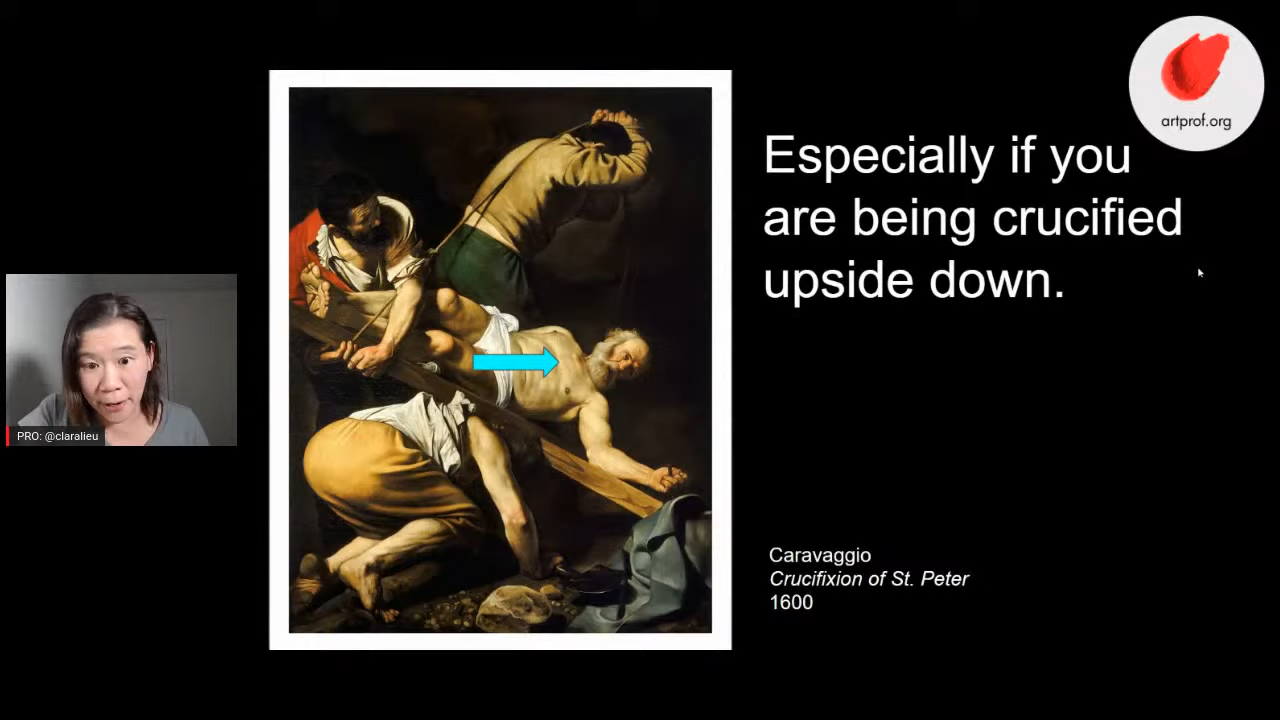 artprof.org
Especially if you
are being crucified
upside down.
PRO: @claralieu
Caravaggio
Crucifixion of St. Peter
1600